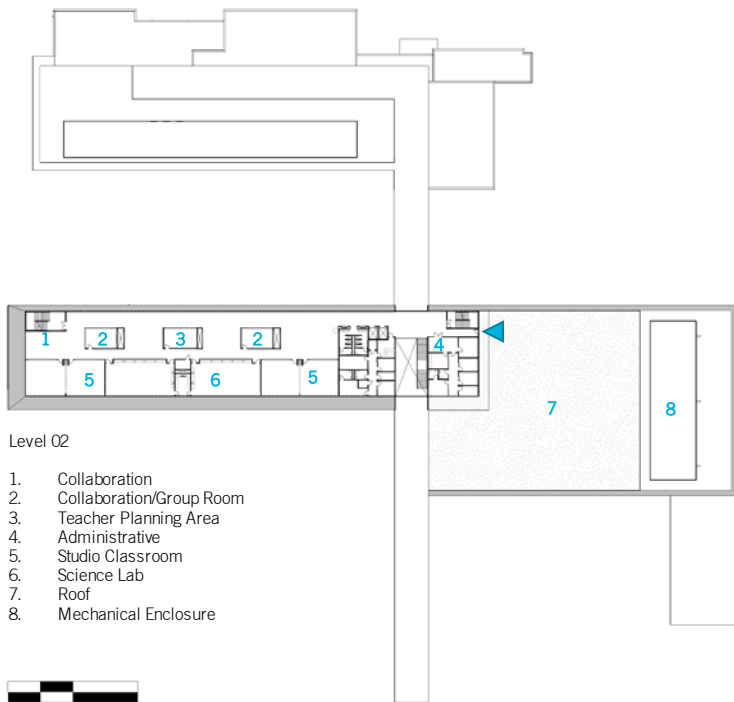 1
2
3
2
4
5
6
5
7
8
Level 02
1. Collaboration
2. Collaboration/Group Room
3. Teacher Planning Area
4. Administrative
5. Studio Classroom
6. Science Lab
7. Roof
8. Mechanical Enclosure